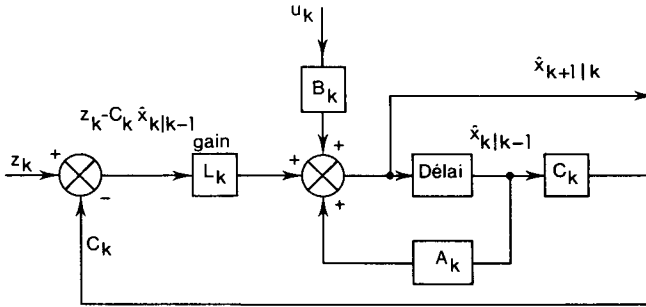 u_k
B_k
x̂_{k+1|k}
z_k-C_k x̂_{k|k-1}
gain
x̂_{k|k-1}
+
+
+
z_k
L_k
Délai
C_k
−
+
C_k
A_k